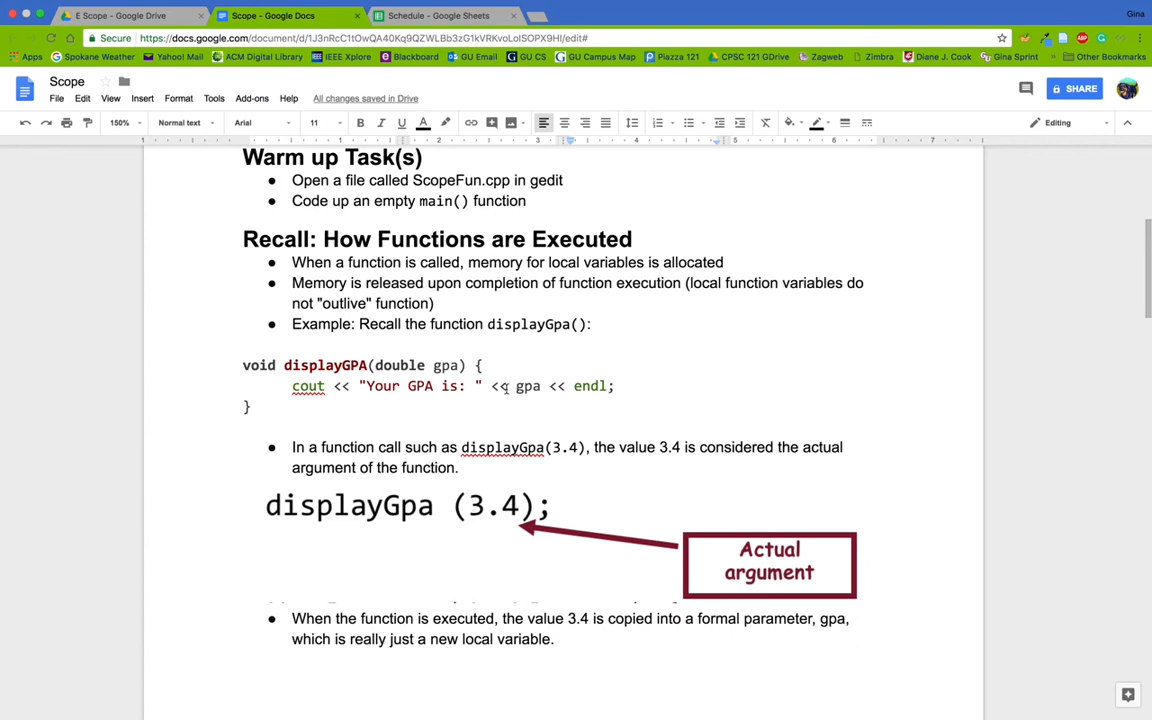 E Scope - Google Drive
Scope - Google Docs
Schedule - Google Sheets
Gina
Secure
https://docs.google.com/document/d/1J3nRcC1tOwQA40Kq9QZWLBb3zG1kVRKvoLoISOPX9HI/edit#
Apps
Spokane Weather
Yahoo! Mail
ACM Digital Library
IEEE Xplore
Blackboard
GU Email
GU CS
GU Campus Map
Piazza 121
CPSC 121 GDrive
Zagweb
Zimbra
Diane J. Cook
Gina Sprint
Other Bookmarks
Scope
File Edit View Insert Format Tools Add-ons Help All changes saved in Drive
SHARE
150% Normal text Arial 11 Editing
1 1 2 3 4 5 6 7
Warm up Task(s)
● Open a file called ScopeFun.cpp in gedit
● Code up an empty main() function
Recall: How Functions are Executed
● When a function is called, memory for local variables is allocated
● Memory is released upon completion of function execution (local function variables do
not "outlive" function)
● Example: Recall the function displayGpa():
void displayGPA(double gpa) {
cout << "Your GPA is: " << gpa << endl;
}
● In a function call such as displayGpa(3.4), the value 3.4 is considered the actual
argument of the function.
displayGpa (3.4);
Actual
argument
● When the function is executed, the value 3.4 is copied into a formal parameter, gpa,
which is really just a new local variable.